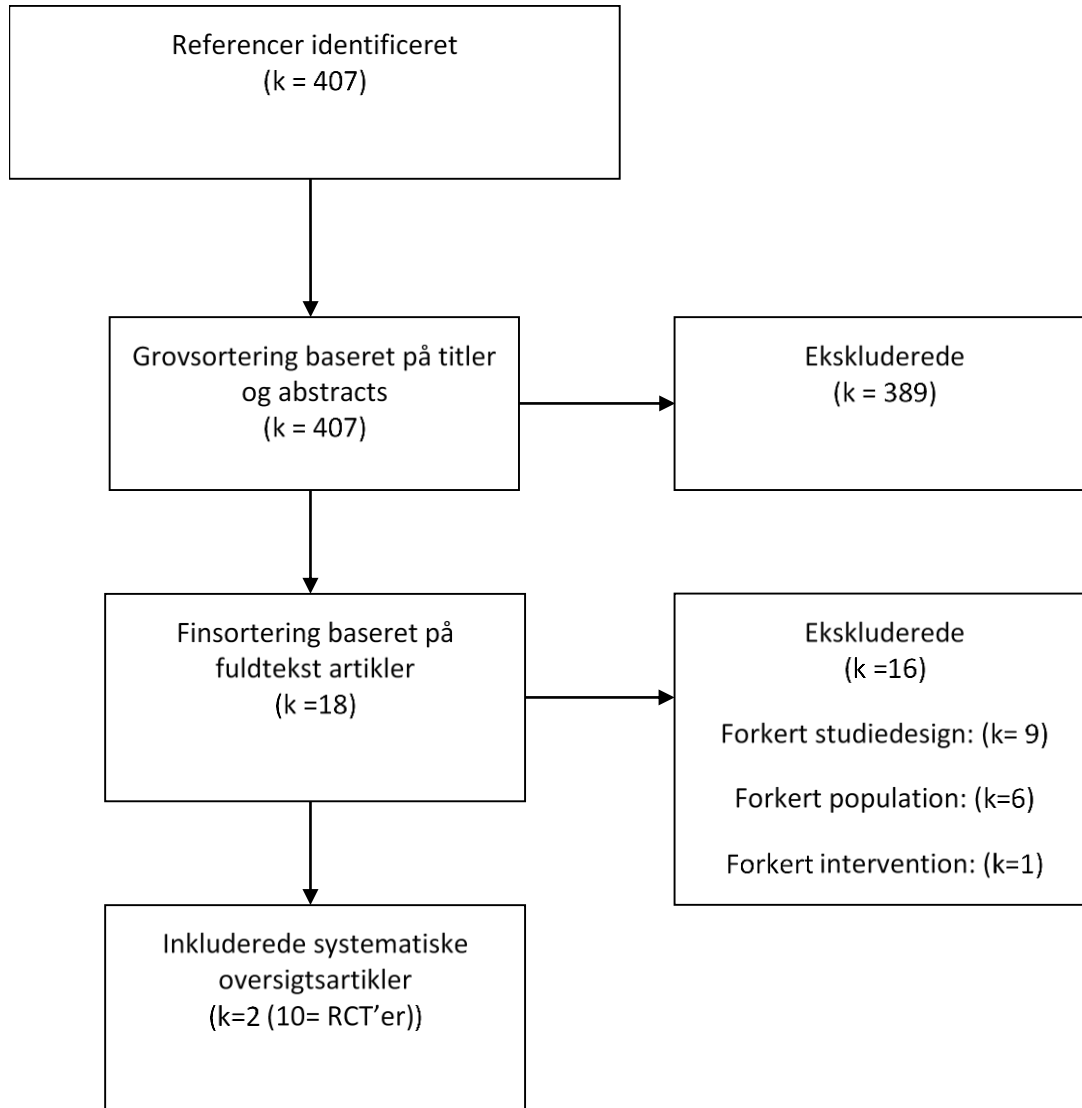 Referencer identificeret
(k = 407)
Grovsortering baseret på titler
og abstracts
(k = 407)
Ekskluderede
(k = 389)
Finsortering baseret på
fuldtekst artikler
(k =18)
Ekskluderede
(k =16)
Forkert studiedesign: (k= 9)
Forkert population: (k=6)
Forkert intervention: (k=1)
Inkluderede systematiske
oversigtsartikler
(k=2 (10= RCT’er))